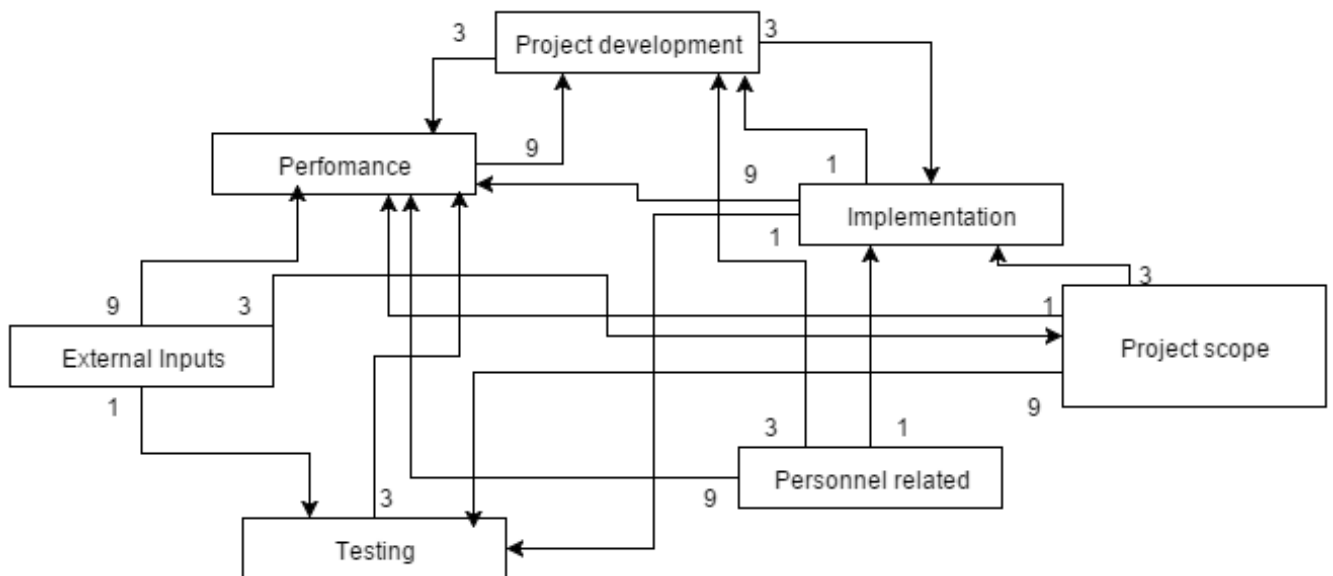 3
Project development
3
Perfomance
9
9
1
Implementation
1
9
3
1
3
External Inputs
Project scope
1
3
1
9
Personnel related
3
9
Testing